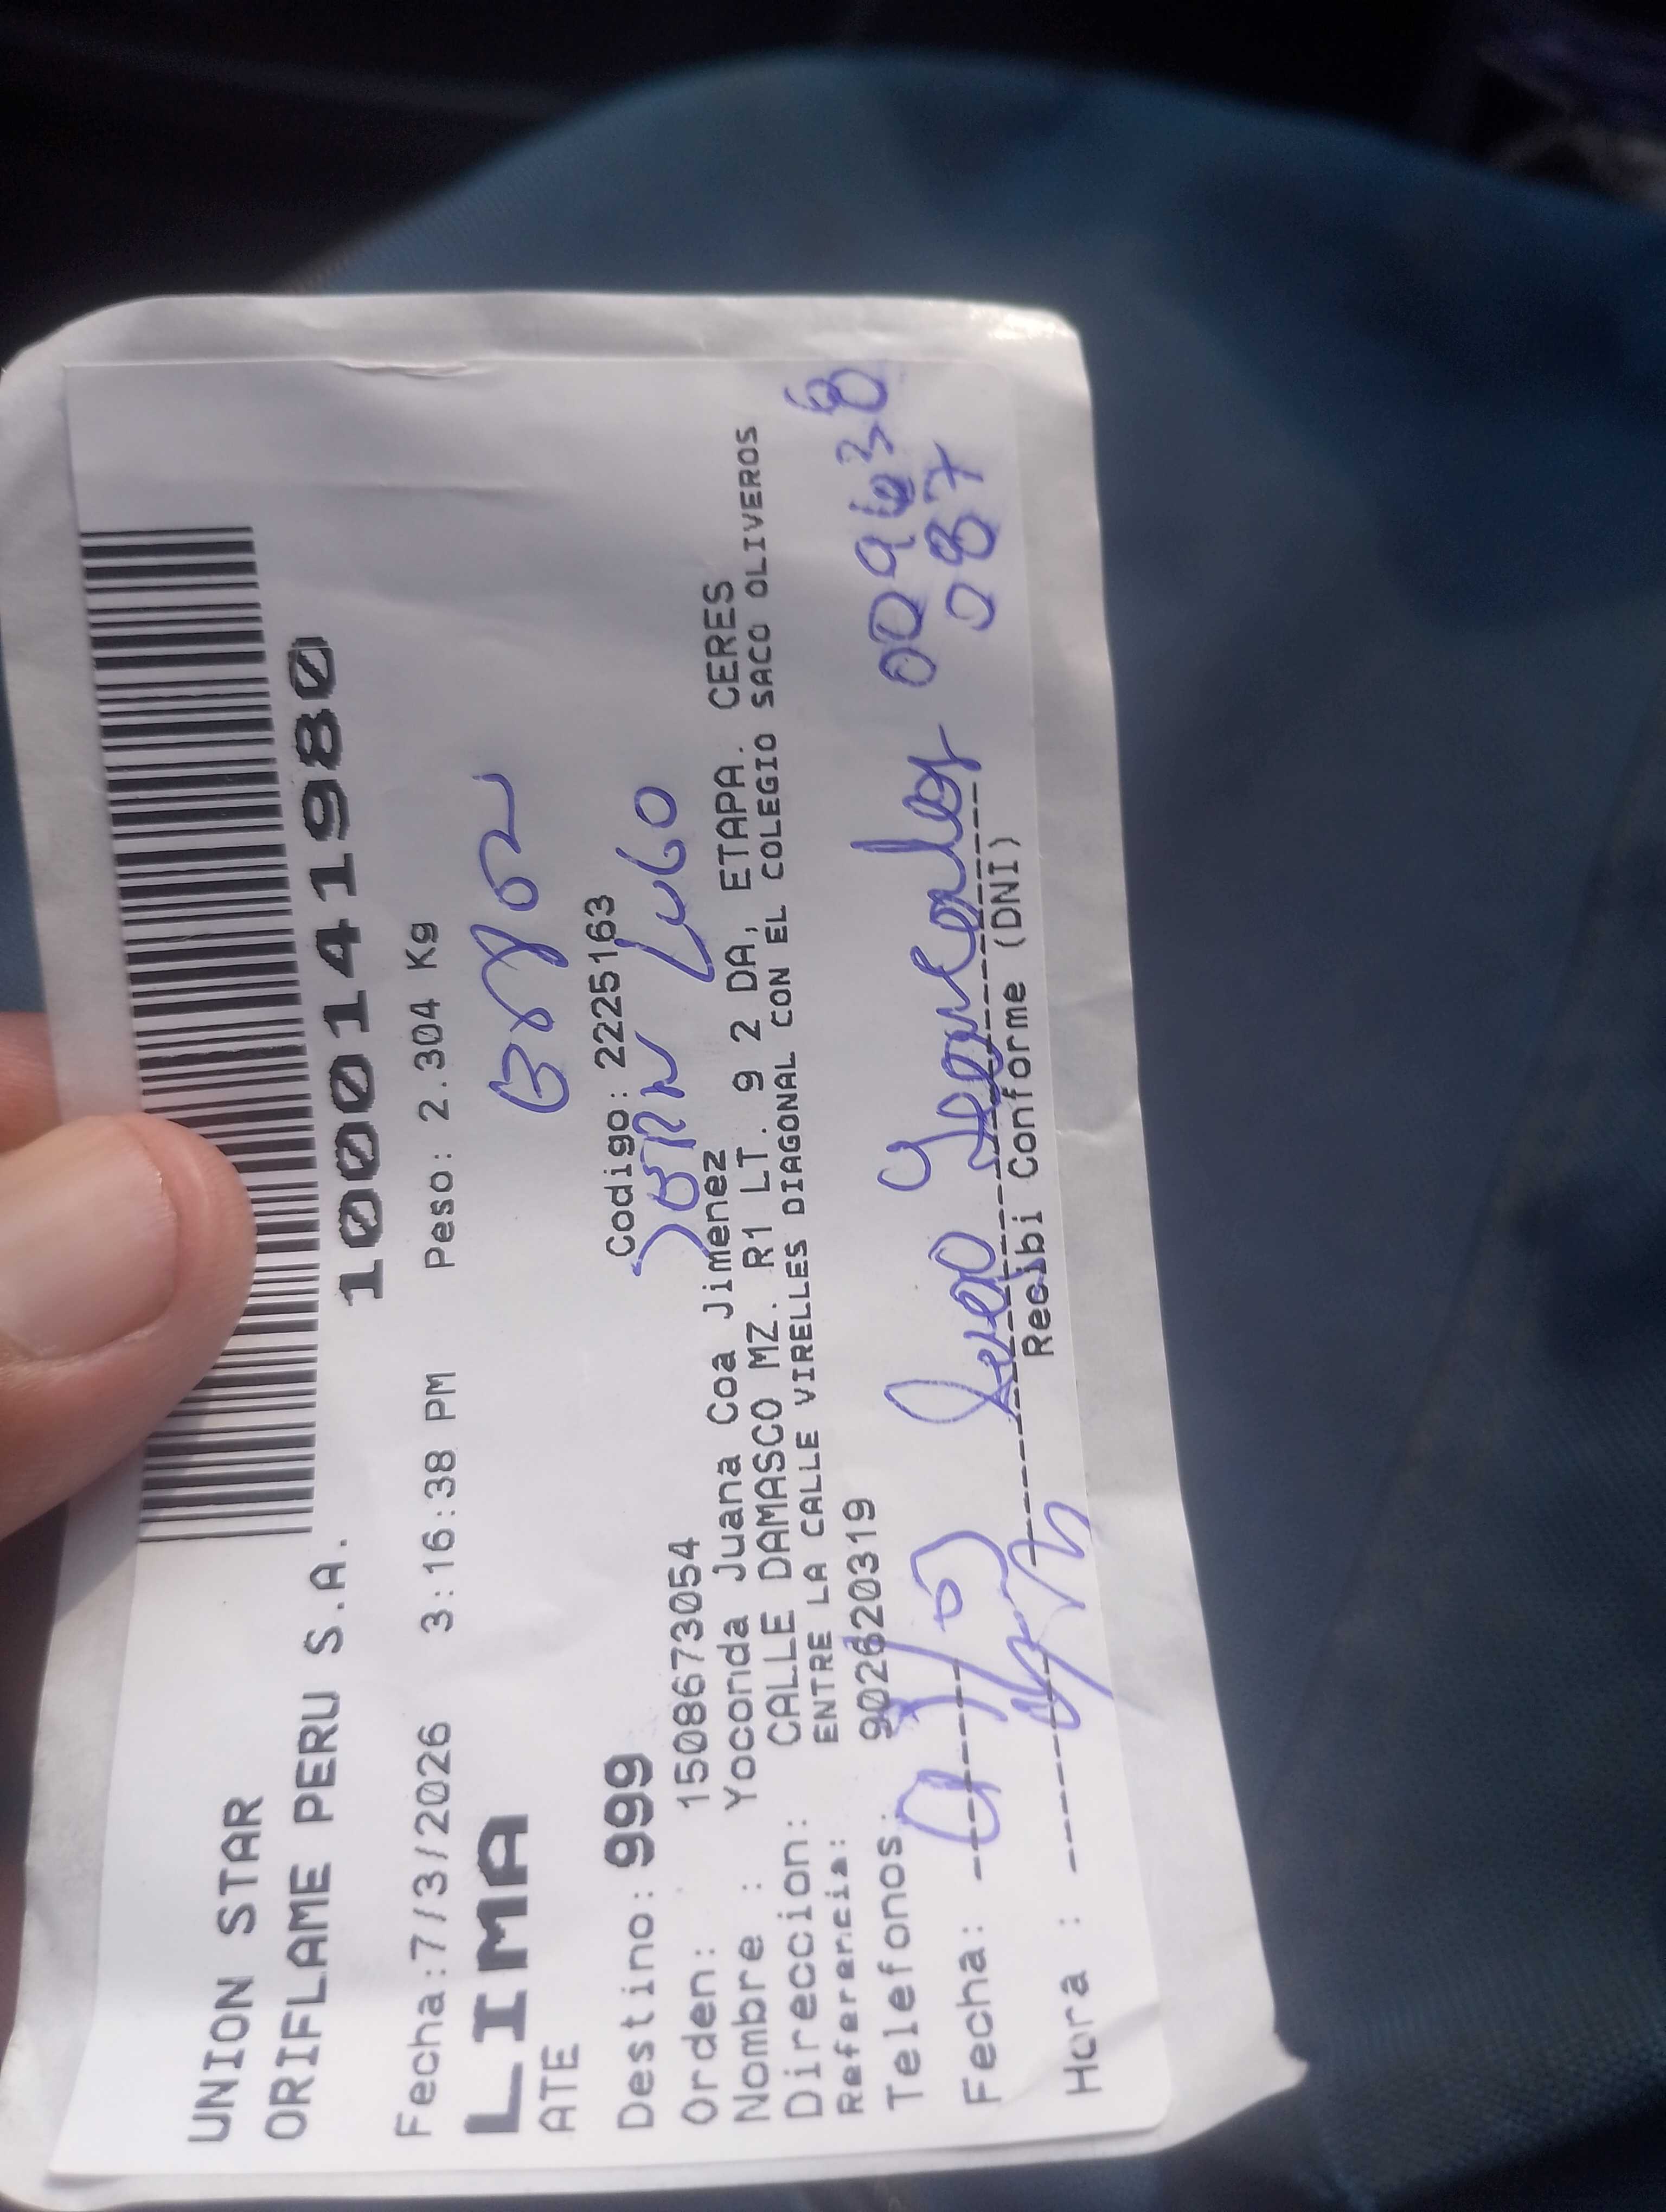 UNION STAR
ORIFLAME PERU S.A.
1000141980
Fecha:7/3/2026 3:16:38 PM Peso: 2.304 Kg
LIMA
ATE
Destino: 999 Codigo: 2225163
Orden: 1508673054
Nombre : Yoconda Juana Coa Jimenez
Direccion: CALLE DAMASCO MZ. R1 LT. 9 2 DA, ETAPA. CERES
Referencia: ENTRE LA CALLE VIRELLES DIAGONAL CON EL COLEGIO SACO OLIVEROS
Telefonos: 902620319
Fecha:
Hora :
Recibi Conforme (DNI)
087